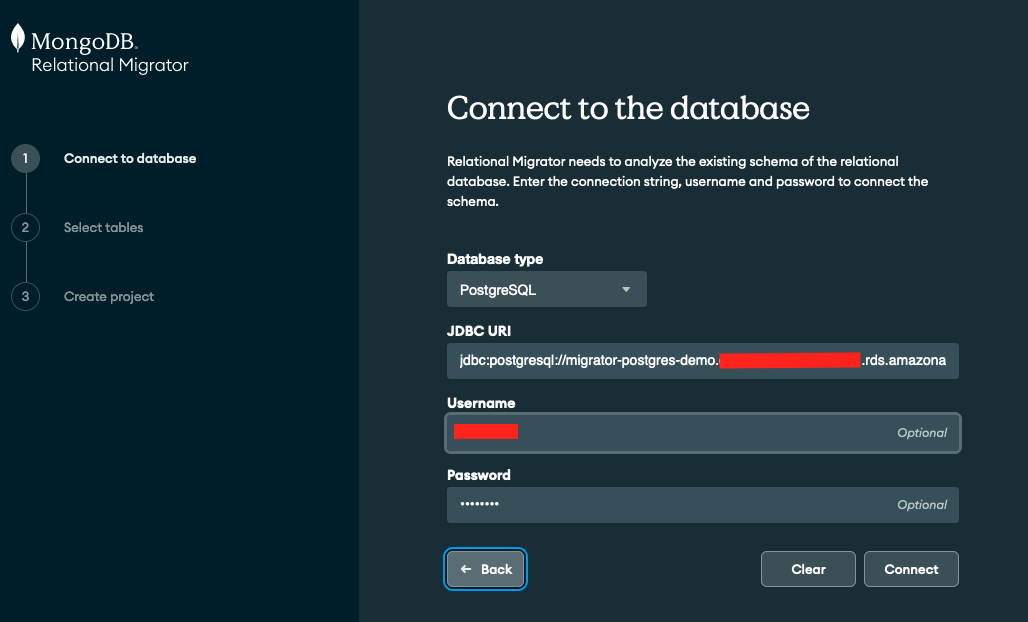 MongoDB.
Relational Migrator
1 Connect to database
2 Select tables
3 Create project
Connect to the database
Relational Migrator needs to analyze the existing schema of the relational
database. Enter the connection string, username and password to connect the
schema.
Database type
PostgreSQL
JDBC URI
jdbc:postgresql://migrator-postgres-demo. .rds.amazona
Username
Optional
Password
•••••••• Optional
← Back Clear Connect